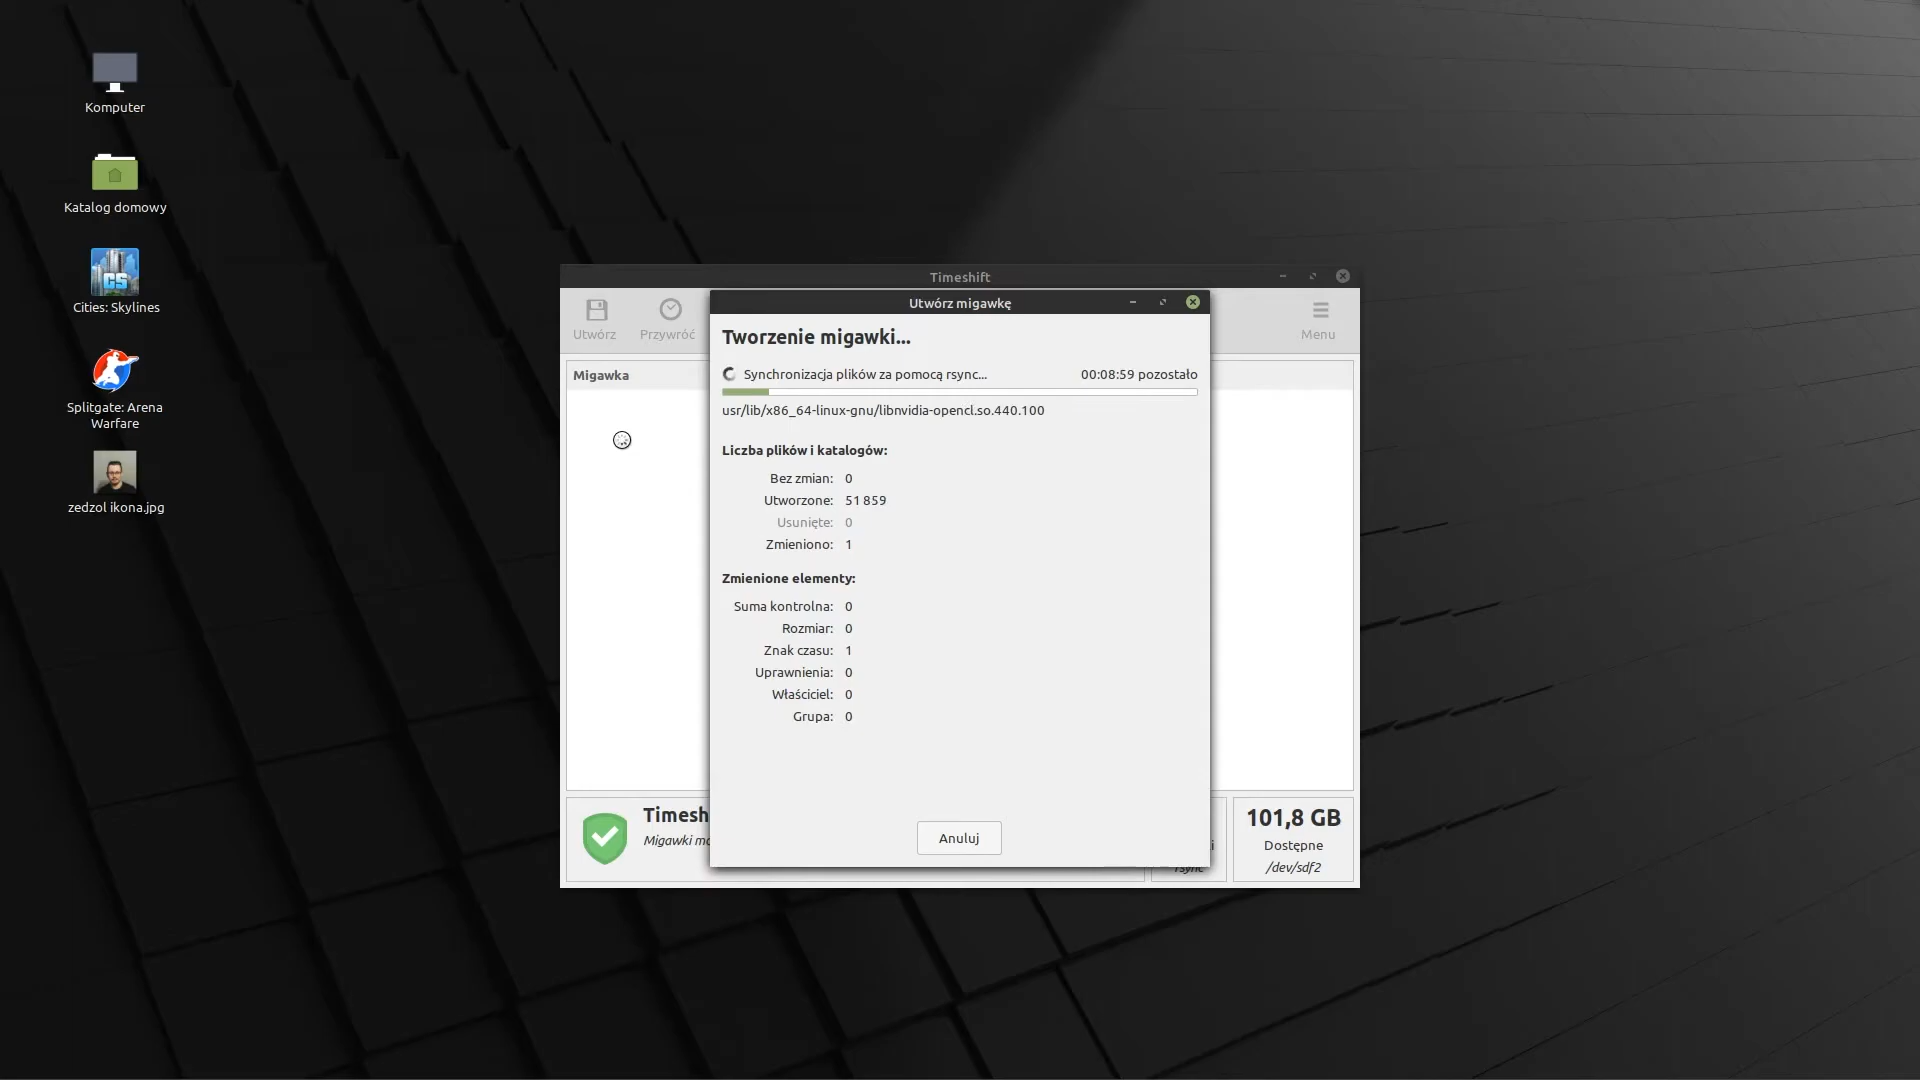 Komputer
Katalog domowy
Cities: Skylines
Splitgate: Arena
Warfare
zedzol ikona.jpg
Timeshift
Utwórz
Przywróć
Menu
Migawka
Utwórz migawkę
Tworzenie migawki...
Synchronizacja plików za pomocą rsync... 00:08:59 pozostało
usr/lib/x86_64-linux-gnu/libnvidia-opencl.so.440.100
Liczba plików i katalogów:
Bez zmian: 0
Utworzone: 51 859
Usunięte: 0
Zmieniono: 1
Zmienione elementy:
Suma kontrolna: 0
Rozmiar: 0
Znak czasu: 1
Uprawnienia: 0
Właściciel: 0
Grupa: 0
Anuluj
Timesh
Migawki
rsync
101,8 GB
Dostępne
/dev/sdf2